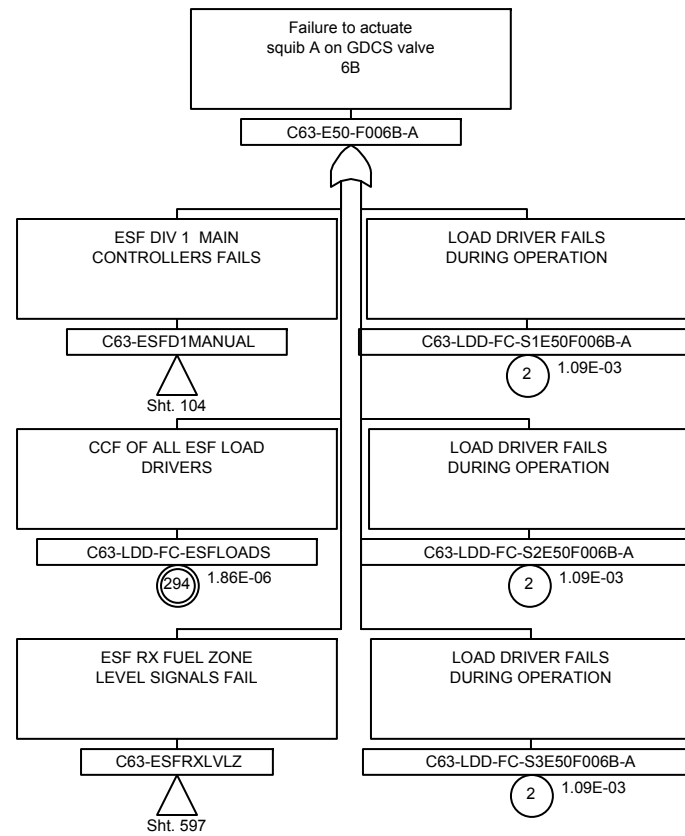 Failure to actuate
squib A on GDCS valve
6B
C63-E50-F006B-A
ESF DIV 1 MAIN
CONTROLLERS FAILS
C63-ESFD1MANUAL
Sht. 104
LOAD DRIVER FAILS
DURING OPERATION
C63-LDD-FC-S1E50F006B-A
2
1.09E-03
CCF OF ALL ESF LOAD
DRIVERS
C63-LDD-FC-ESFLOADS
294
1.86E-06
LOAD DRIVER FAILS
DURING OPERATION
C63-LDD-FC-S2E50F006B-A
2
1.09E-03
ESF RX FUEL ZONE
LEVEL SIGNALS FAIL
C63-ESFRXLVLZ
Sht. 597
LOAD DRIVER FAILS
DURING OPERATION
C63-LDD-FC-S3E50F006B-A
2
1.09E-03